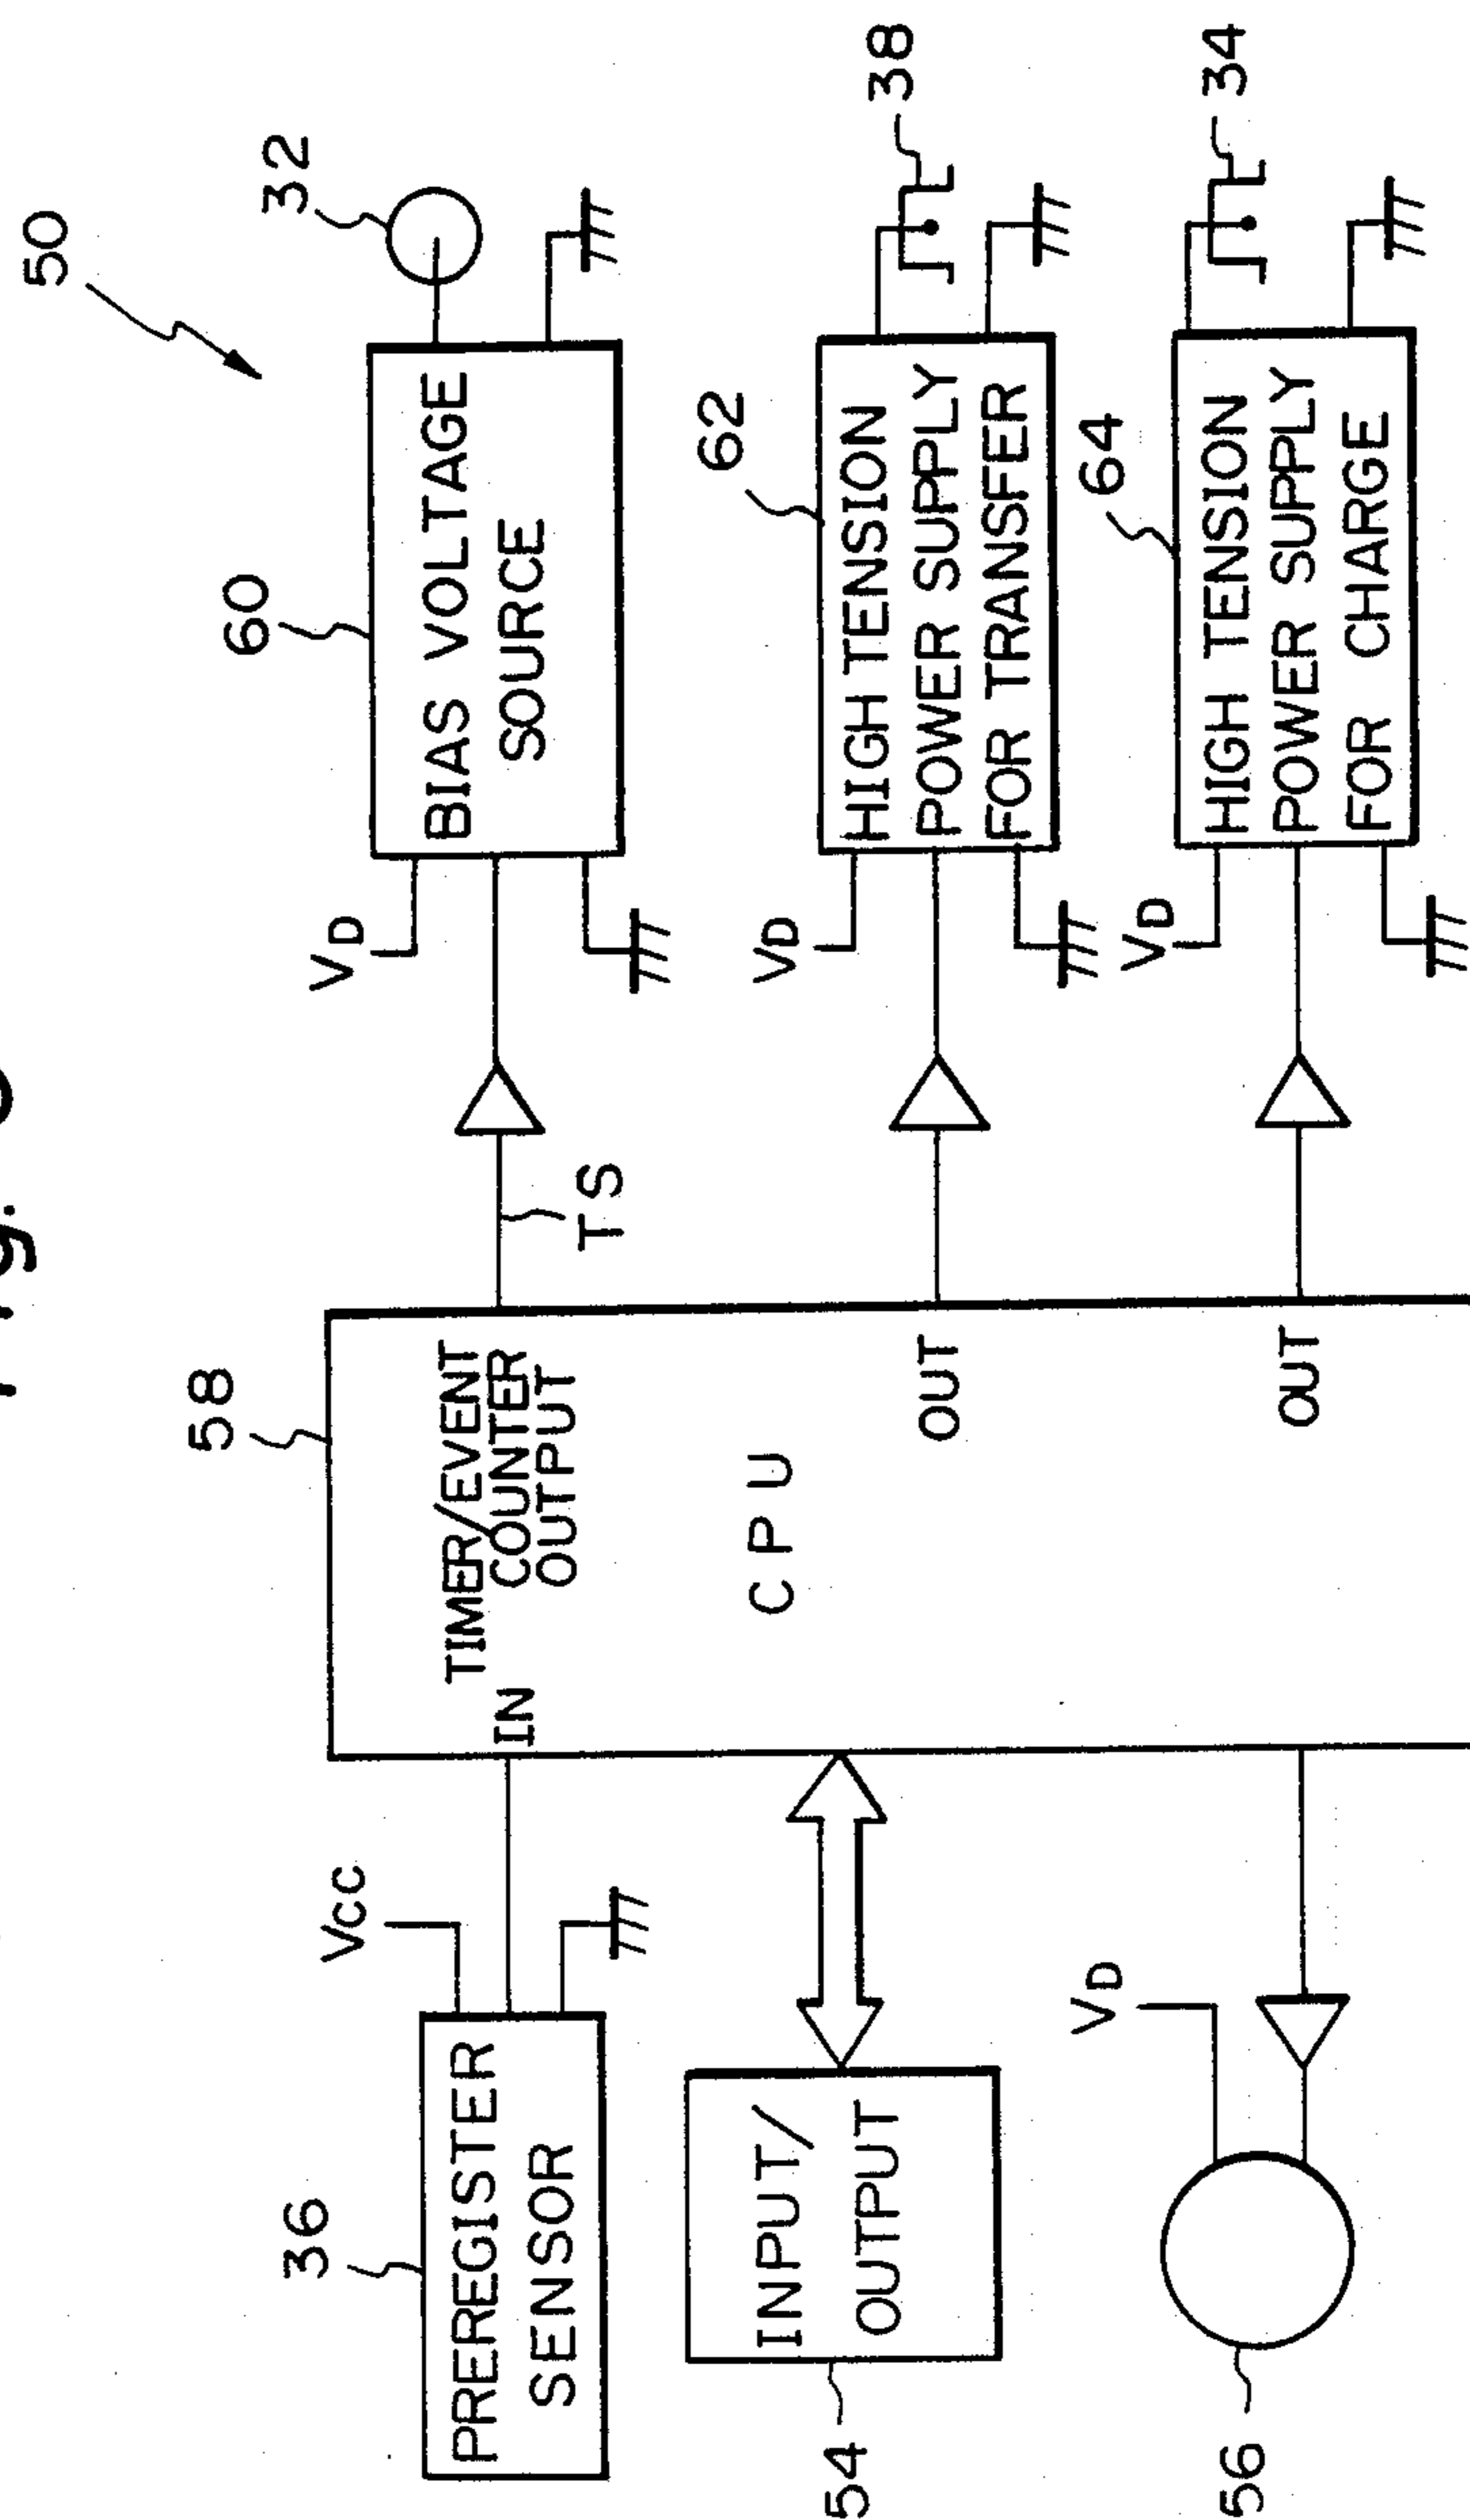 50
58
60
32
36
PREREGISTER
SENSOR
VCC
IN
TIMER/EVENT
COUNTER
OUTPUT
TS
VD
BIAS VOLTAGE
SOURCE
54
INPUT/
OUTPUT
CPU
OUT
VD
62
HIGH TENSION
POWER SUPPLY
FOR TRANSFER
38
56
VD
OUT
VD
64
HIGH TENSION
POWER SUPPLY
FOR CHARGE
34